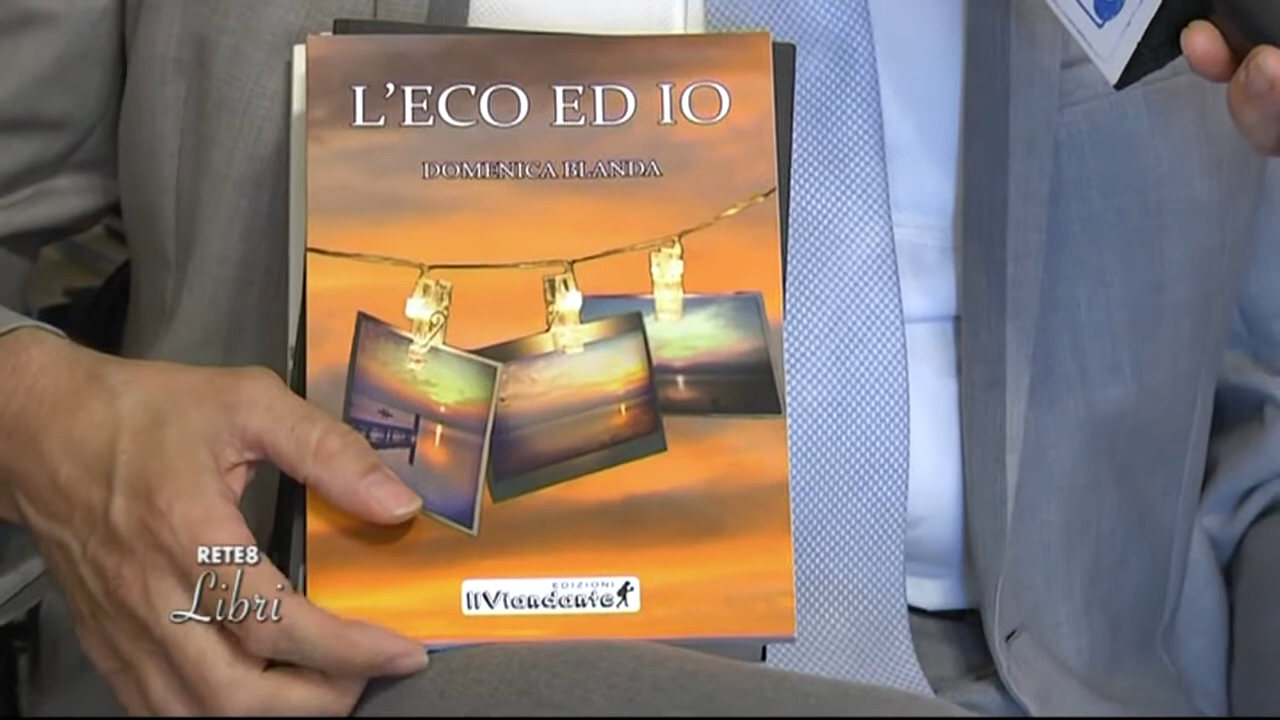 L'ECO ED IO
DOMENICA BLANDA
EDIZIONI
IlViandante
RETE8
Libri